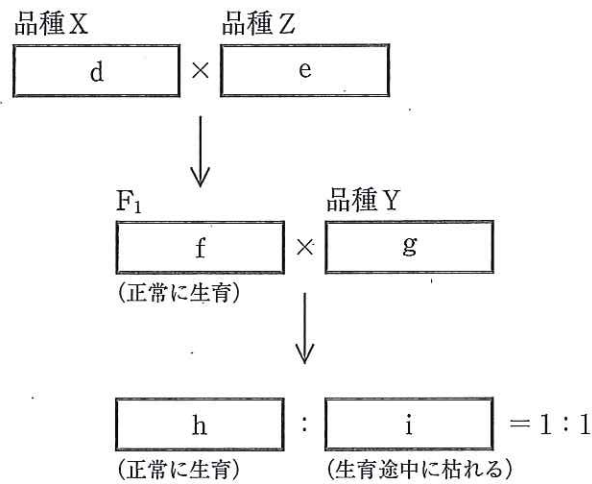 品種X 品種Z
d × e
F₁ 品種Y
f × g
(正常に生育)
h : i = 1 : 1
(正常に生育) (生育途中に枯れる)